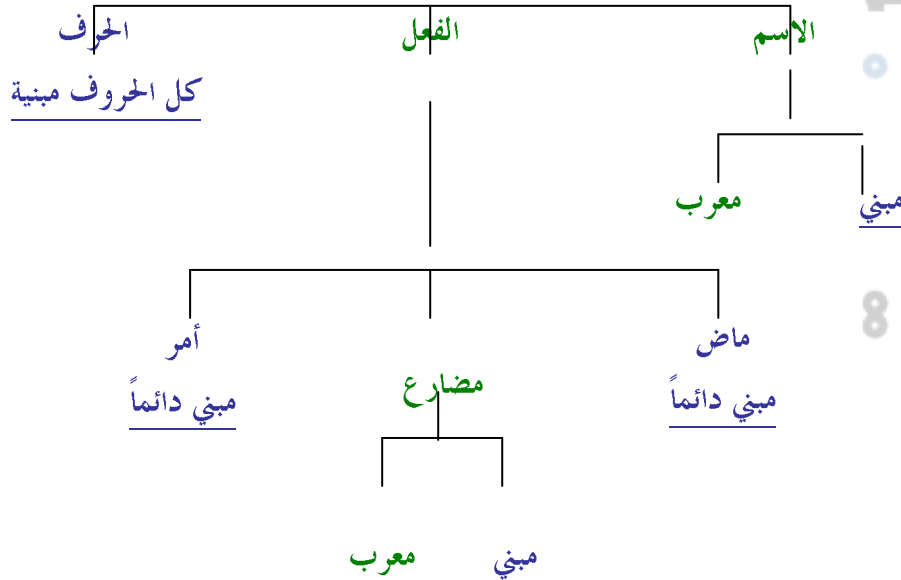 الاسم الفعل الحرف
كل الحروف مبنية
مبني معرب
ماض أمر
مضارع
مبني دائماً مبني دائماً
مبني معرب